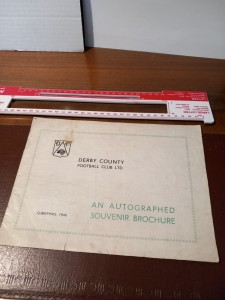 DERBY COUNTY
FOOTBALL CLUB LTD.
AN AUTOGRAPHED
SOUVENIR BROCHURE